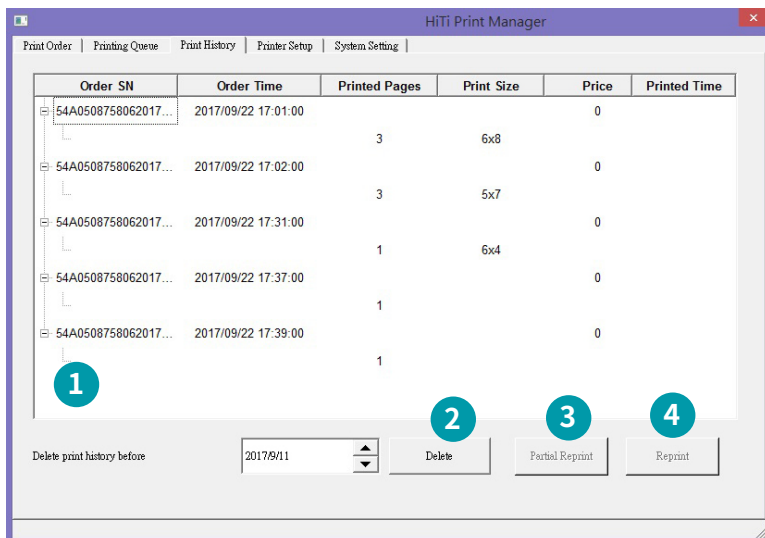 HiTi Print Manager
Print Order | Printing Queue | Print History | Printer Setup | System Setting |
Order SN Order Time Printed Pages Print Size Price Printed Time
54A0508758062017... 2017/09/22 17:01:00 0
3 6x8
54A0508758062017... 2017/09/22 17:02:00 0
3 5x7
54A0508758062017... 2017/09/22 17:31:00 0
1 6x4
54A0508758062017... 2017/09/22 17:37:00 0
1
54A0508758062017... 2017/09/22 17:39:00 0
1
1
2 3 4
Delete print history before 2017/9/11 Delete Partial Reprint Reprint